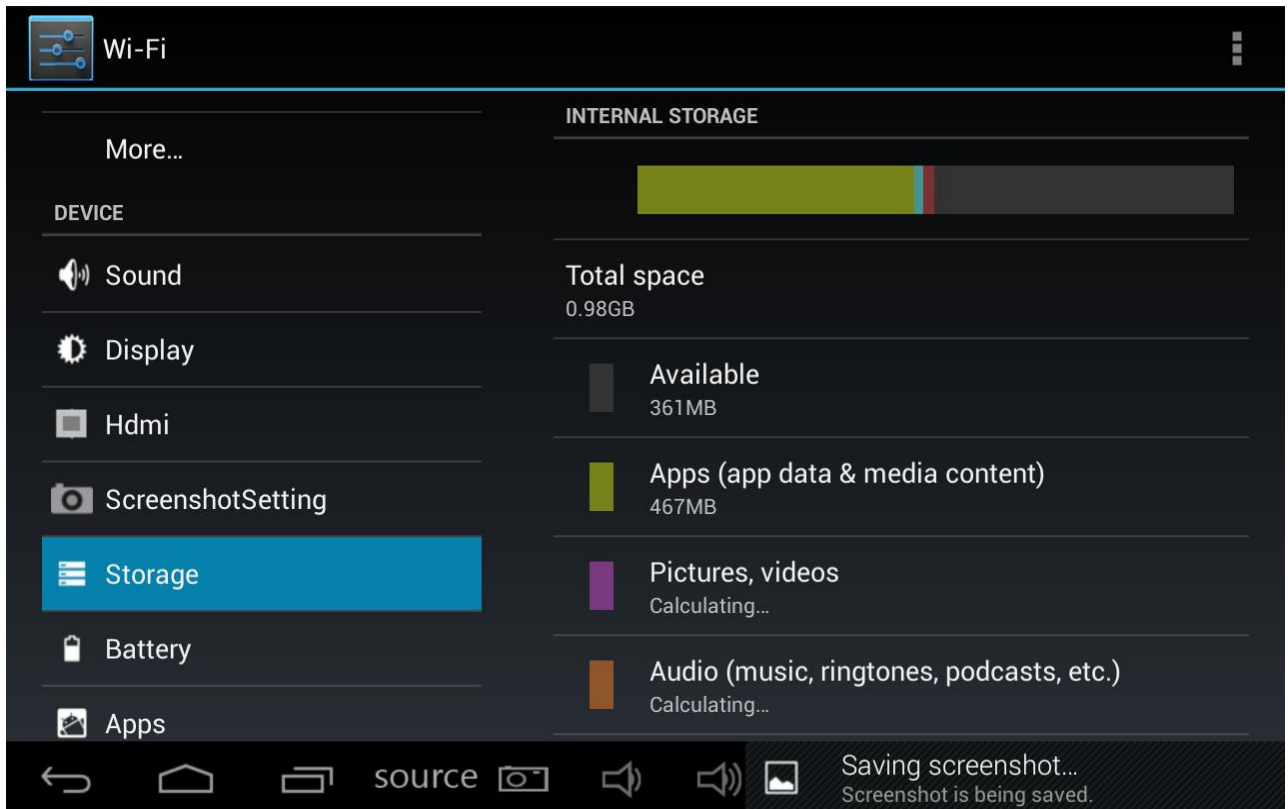 Wi-Fi
More...
DEVICE
Sound
Display
Hdmi
ScreenshotSetting
Storage
Battery
Apps
INTERNAL STORAGE
Total space
0.98GB
Available
361MB
Apps (app data & media content)
467MB
Pictures, videos
Calculating...
Audio (music, ringtones, podcasts, etc.)
Calculating...
source
Saving screenshot...
Screenshot is being saved.